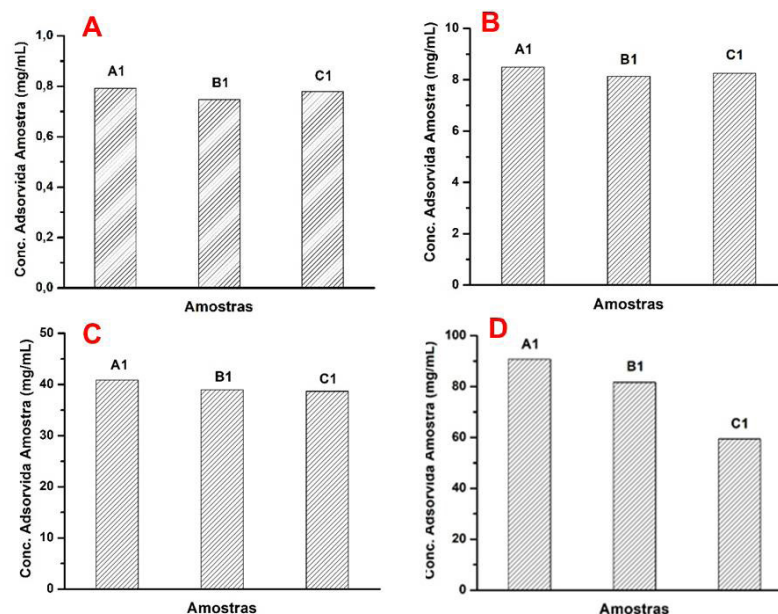 A
Conc. Adsorvida Amostra (mg/mL)
1,0
0,8
0,6
0,4
0,2
0,0
A1
B1
C1
Amostras
B
Conc. Adsorvida Amostra (mg/mL)
10
8
6
4
2
0
A1
B1
C1
Amostras
C
Conc. Adsorvida Amostra (mg/mL)
50
40
30
20
10
0
A1
B1
C1
Amostras
D
Conc. Adsorvida Amostra (mg/mL)
100
80
60
40
20
0
A1
B1
C1
Amostras